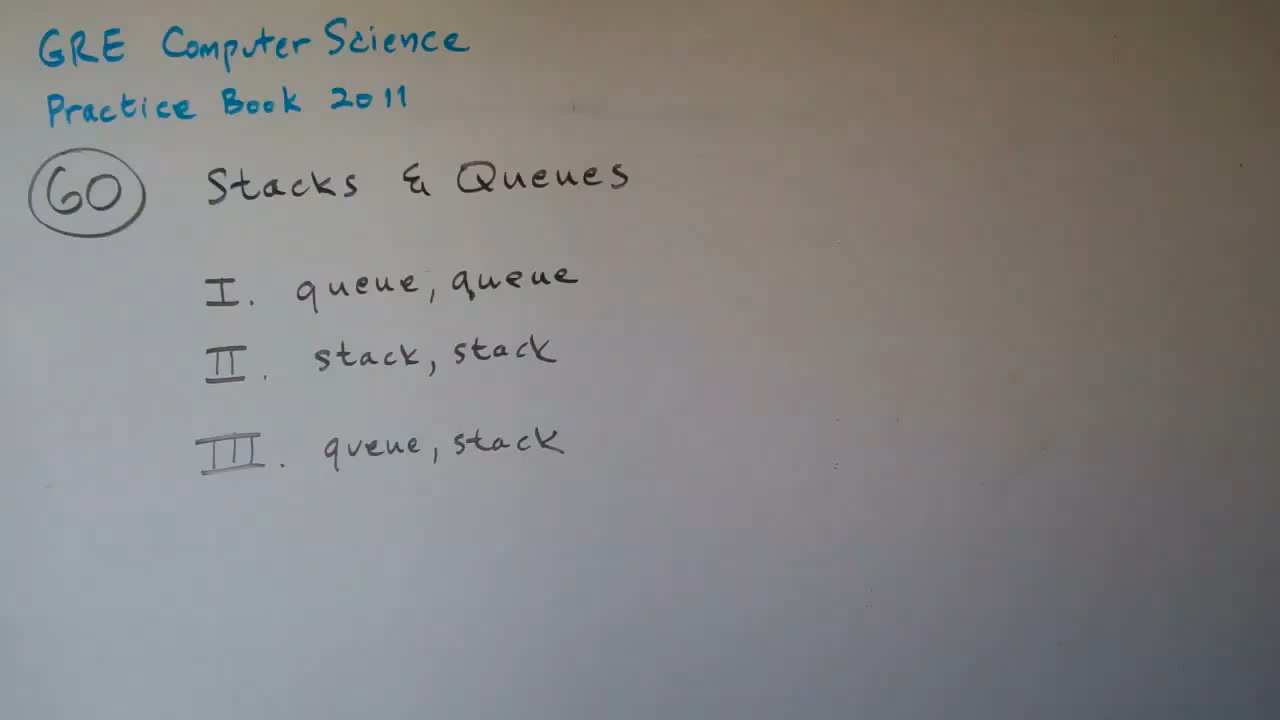 GRE Computer Science
Practice Book 2011
60 Stacks & Queues
I. queue, queue
II. stack, stack
III. queue, stack